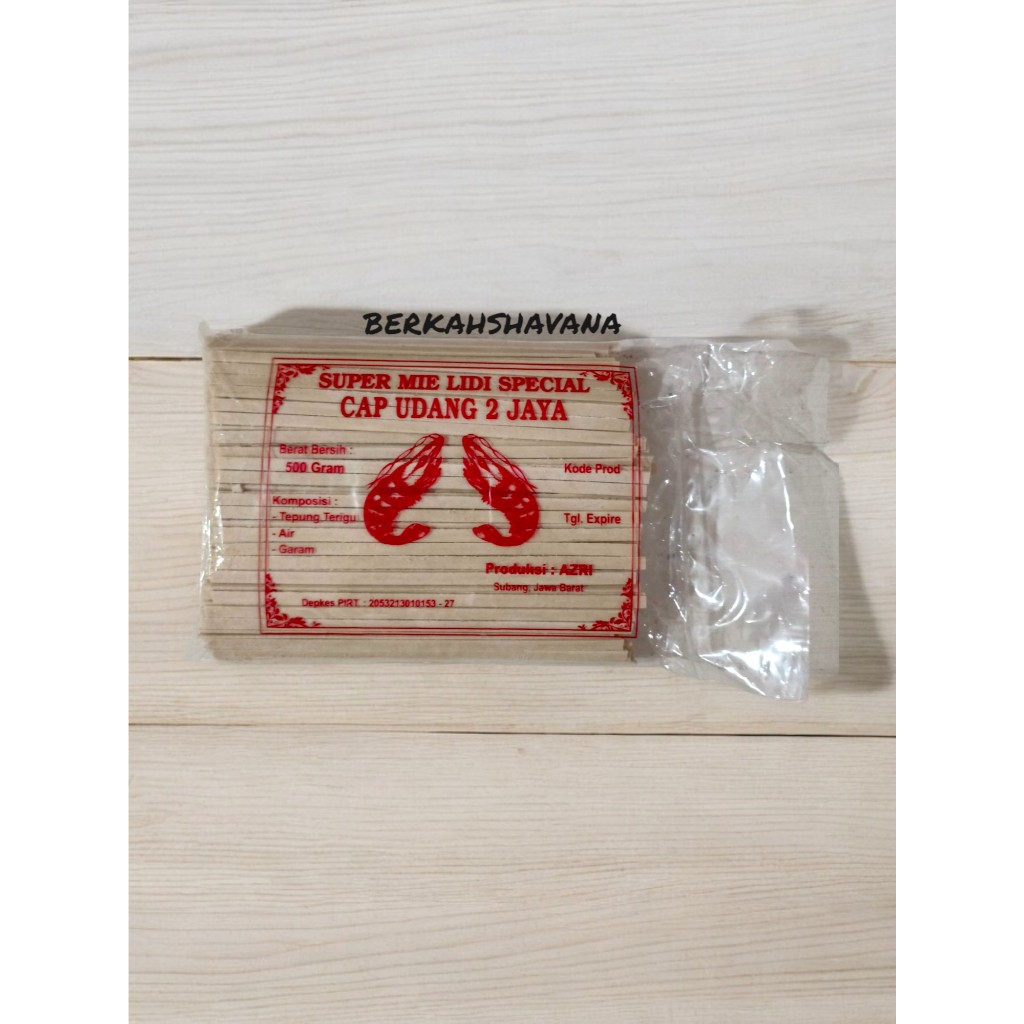 BERKAHSHAVANA
SUPER MIE LIDI SPECIAL
CAP UDANG 2 JAYA
Berat Bersih :
500 Gram
Komposisi :
- Tepung Terigu
- Air
- Garam
Kode Prod
Tgl. Expire
Produksi : AZRI
Subang, Jawa Barat
Depkes PIRT. : 2053213010153 - 27